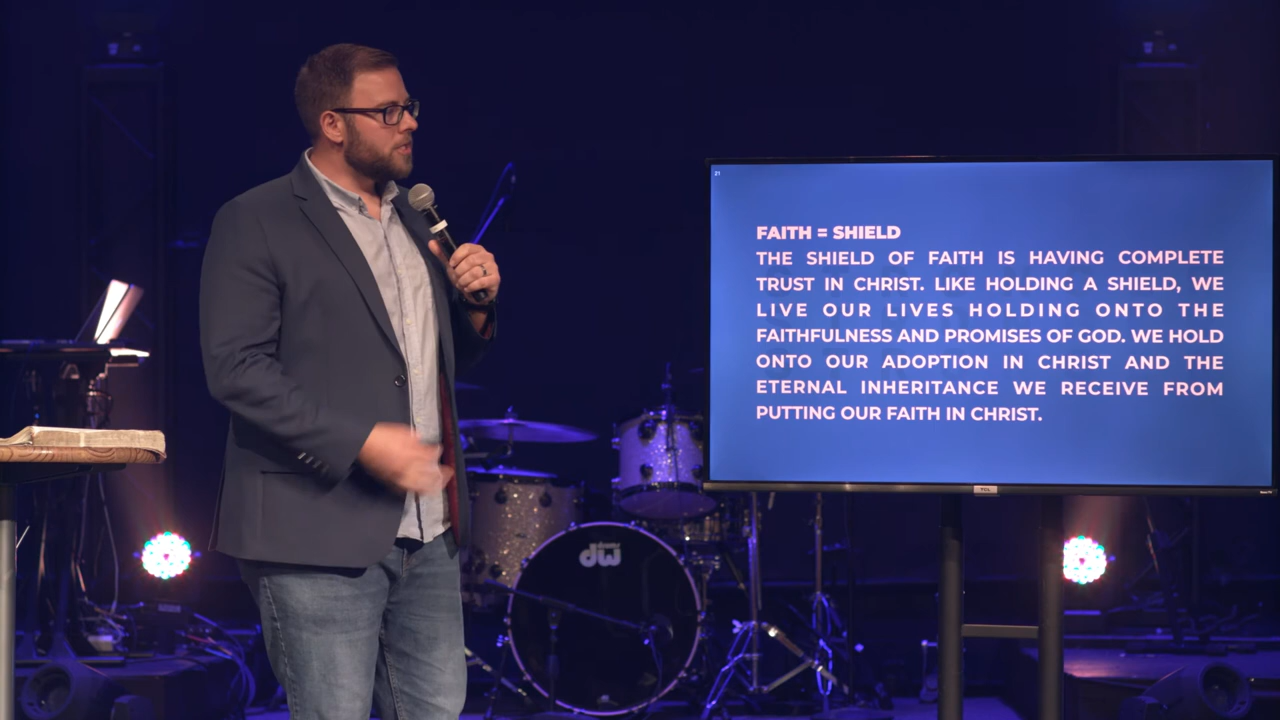 21
FAITH = SHIELD
THE SHIELD OF FAITH IS HAVING COMPLETE
TRUST IN CHRIST. LIKE HOLDING A SHIELD, WE
LIVE OUR LIVES HOLDING ONTO THE
FAITHFULNESS AND PROMISES OF GOD. WE HOLD
ONTO OUR ADOPTION IN CHRIST AND THE
ETERNAL INHERITANCE WE RECEIVE FROM
PUTTING OUR FAITH IN CHRIST.
TCL
dw